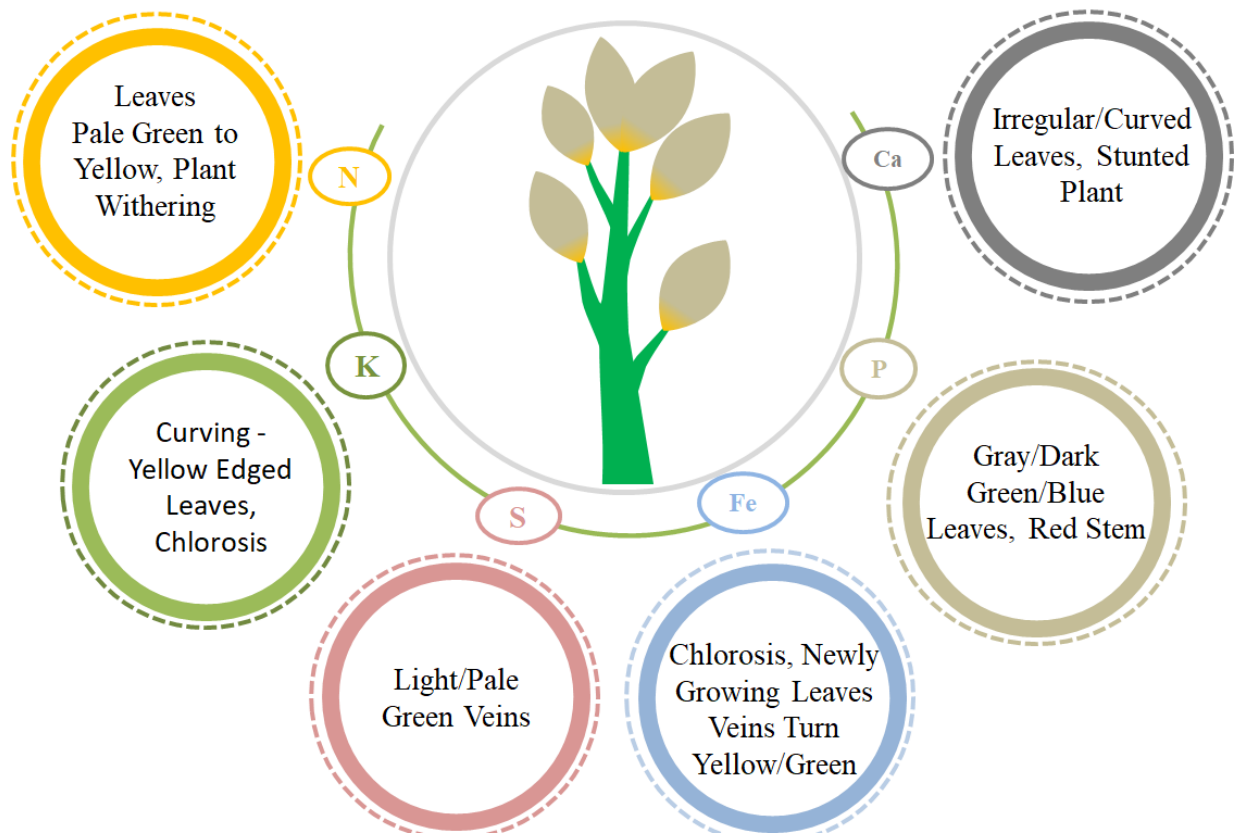 Leaves
Pale Green to
Yellow, Plant
Withering
N
Ca
Irregular/Curved
Leaves, Stunted
Plant
K
P
Curving -
Yellow Edged
Leaves,
Chlorosis
Gray/Dark
Green/Blue
Leaves, Red Stem
S
Fe
Light/Pale
Green Veins
Chlorosis, Newly
Growing Leaves
Veins Turn
Yellow/Green